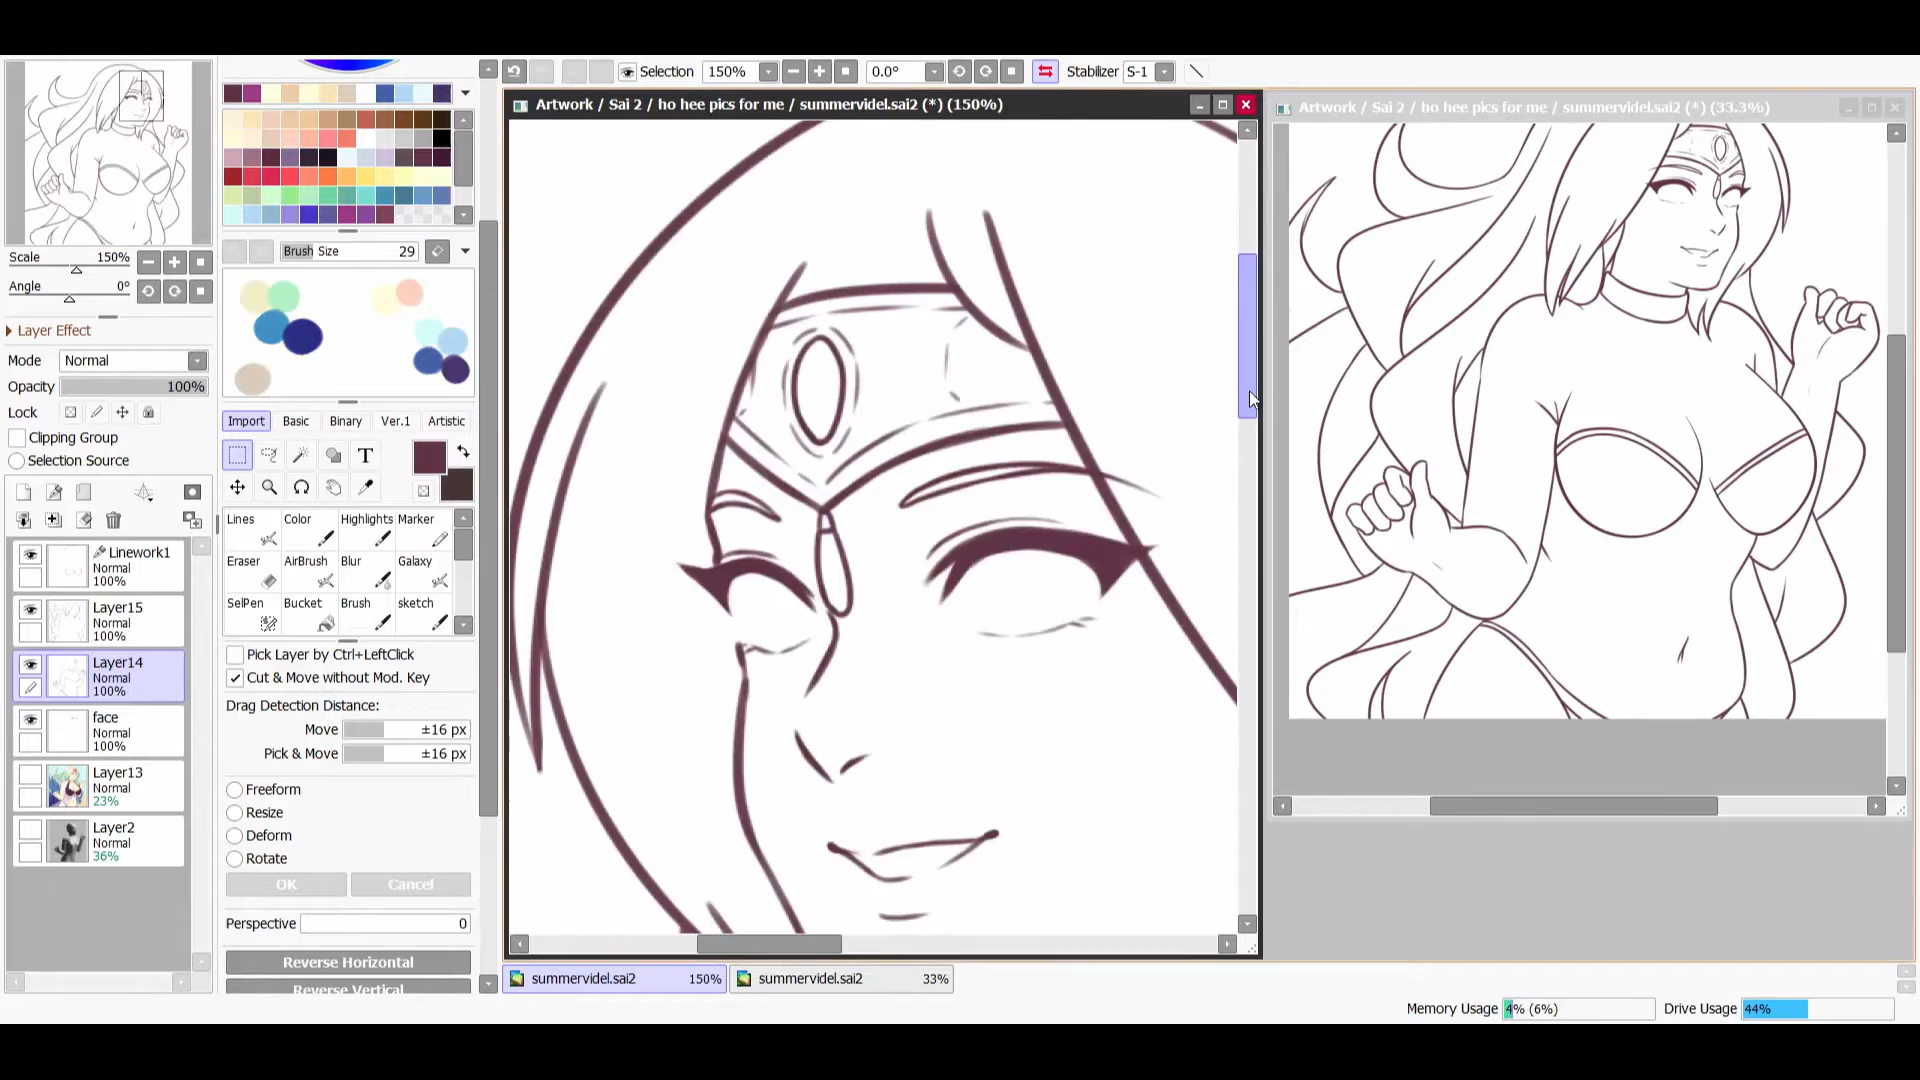 Selection 150% 0.0° Stabilizer S-1
Artwork / Sai 2 / ho hee pics for me / summervidel.sai2 (*) (150%)
Artwork / Sai 2 / ho hee pics for me / summervidel.sai2 (*) (33.3%)
Scale 150%
Angle 0°
Layer Effect
Mode Normal
Opacity 100%
Lock
Clipping Group
Selection Source
Linework1
Normal
100%
Layer15
Normal
100%
Layer14
Normal
100%
face
Normal
100%
Layer13
Normal
23%
Layer2
Normal
36%
Brush Size 29
Import Basic Binary Ver.1 Artistic
T
Lines Color Highlights Marker
Eraser AirBrush Blur Galaxy
SelPen Bucket Brush sketch
Pick Layer by Ctrl+LeftClick
Cut & Move without Mod. Key
Drag Detection Distance:
Move ±16 px
Pick & Move ±16 px
Freeform
Resize
Deform
Rotate
OK Cancel
Perspective 0
Reverse Horizontal
Reverse Vertical
summervidel.sai2 150% summervidel.sai2 33%
Memory Usage 4% (6%) Drive Usage 44%